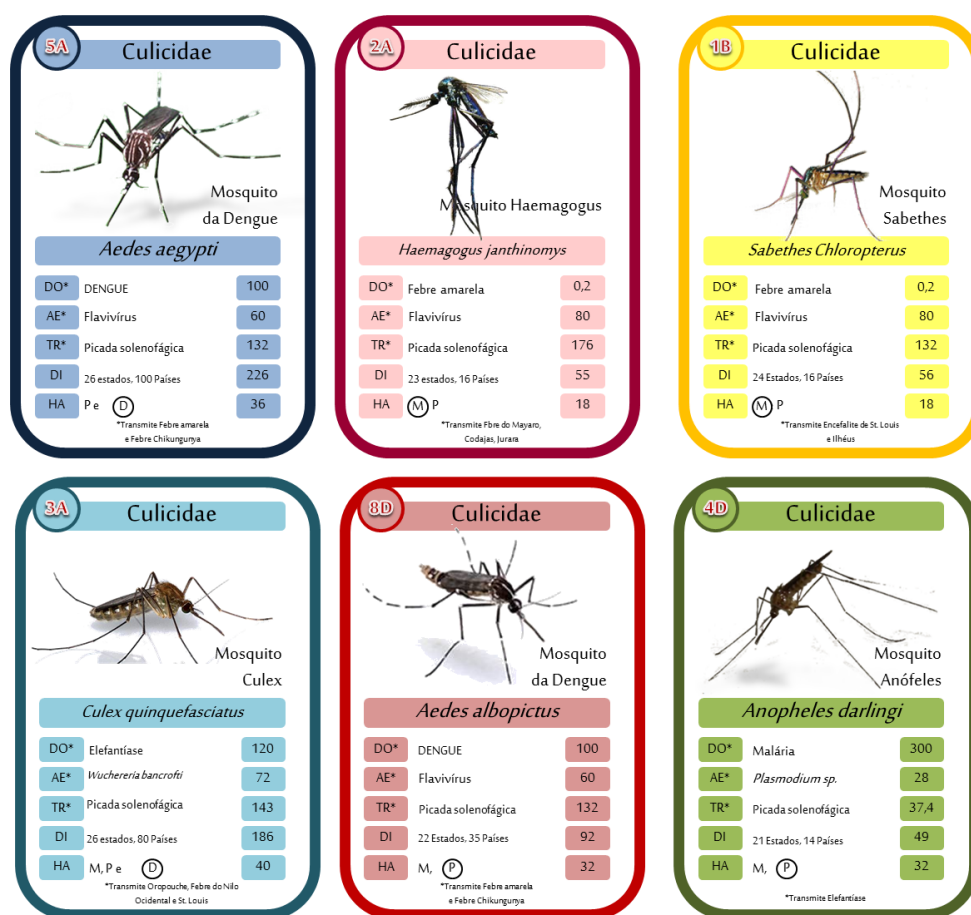 5A
Culicidae
Mosquito
da Dengue
Aedes aegypti
DO* DENGUE 100
AE* Flavivírus 60
TR* Picada solenofágica 132
DI 26 estados, 100 Países 226
HA P e D 36
*Transmite Febre amarela
e Febre Chikungunya
2A
Culicidae
Mosquito Haemagogus
Haemagogus janthinomys
DO* Febre amarela 0,2
AE* Flavivírus 80
TR* Picada solenofágica 176
DI 23 estados, 16 Países 55
HA M P 18
*Transmite Fbre do Mayaro,
Codajas, Jurara
1B
Culicidae
Mosquito
Sabethes
Sabethes Chloropterus
DO* Febre amarela 0,2
AE* Flavivírus 80
TR* Picada solenofágica 132
DI 24 Estados, 16 Países 56
HA M P 18
*Transmite Encefalite de St. Louis
e Ilhéus
3A
Culicidae
Mosquito
Culex
Culex quinquefasciatus
DO* Elefantíase 120
AE* Wuchereria bancrofti 72
TR* Picada solenofágica 143
DI 26 estados, 80 Países 186
HA M, P e D 40
*Transmite Oropouche, Febre do Nilo
Ocidental e St. Louis
8D
Culicidae
Mosquito
da Dengue
Aedes albopictus
DO* DENGUE 100
AE* Flavivírus 60
TR* Picada solenofágica 132
DI 22 Estados, 35 Países 92
HA M, P 32
*Transmite Febre amarela
e Febre Chikungunya
4D
Culicidae
Mosquito
Anófeles
Anopheles darlingi
DO* Malária 300
AE* Plasmodium sp. 28
TR* Picada solenofágica 37,4
DI 21 Estados, 14 Países 49
HA M, P 32
*Transmite Elefantíase